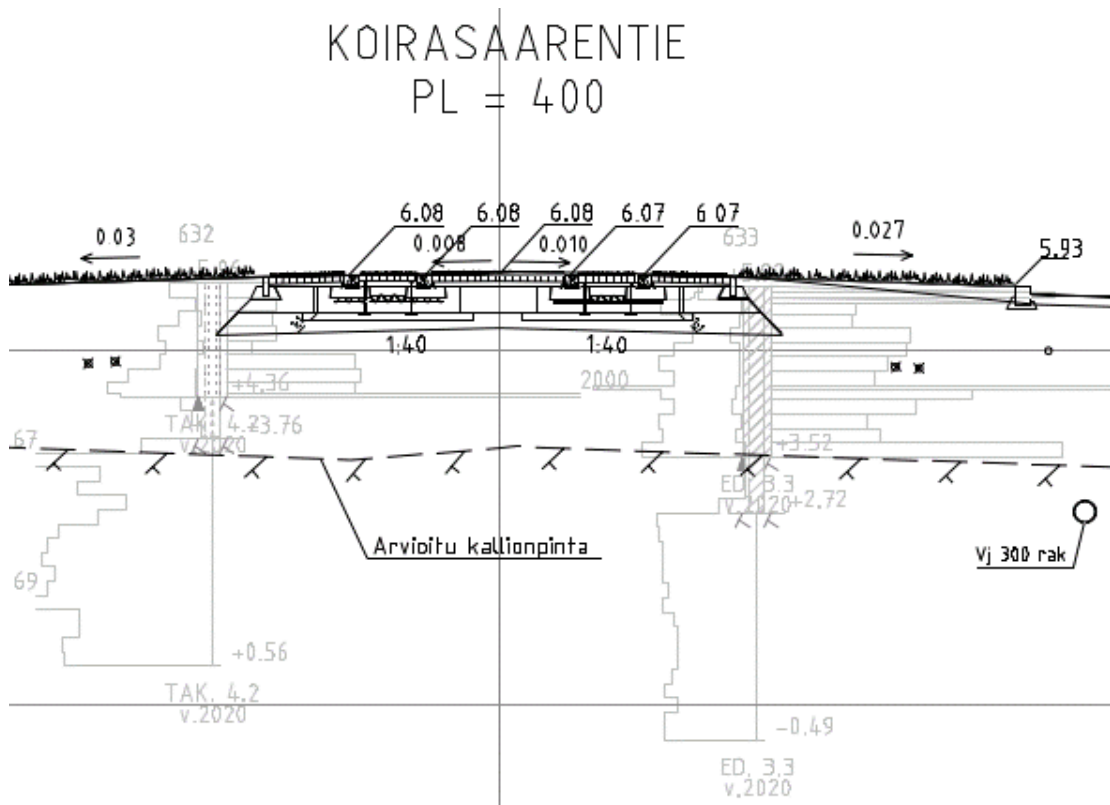 KOIRASAARENTIE
PL = 400
6.08 6.08 6.08 6.07 6 07
0.03 632 0.008 0.010 633 0.027 5.93
1:40 1:40
+4.36 2000
TAK. 4.2 +3.76
v.2020
67 +3.52
ED. 3.3
v.2020 +2.72
Arvioitu kallionpinta
Vj 300 rak
69
+0.56
TAK. 4.2
v.2020
-0.49
ED. 3.3
v.2020